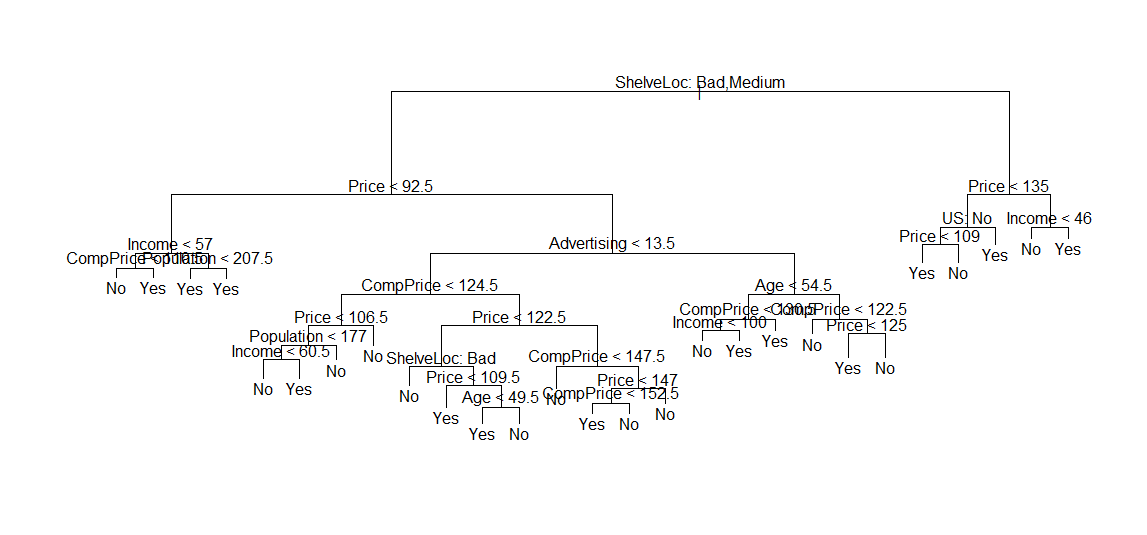 ShelveLoc: Bad,Medium
Price < 92.5
Price < 135
US: No
Income < 46
Price < 109
Yes
No
Yes
No
Yes
Income < 57
CompPrice <
Population < 207.5
No
Yes
Yes
Yes
Advertising < 13.5
CompPrice < 124.5
Age < 54.5
Price < 106.5
Price < 122.5
CompPrice <
CompPrice < 122.5
Population < 177
Income < 100
Price < 125
Income < 60.5
No
No
No
Yes
ShelveLoc: Bad
CompPrice < 147.5
No
Yes
Yes
No
Yes
No
Price < 109.5
Price < 147
No
Age < 49.5
No
CompPrice < 152.5
Yes
Yes
No
Yes
No
No